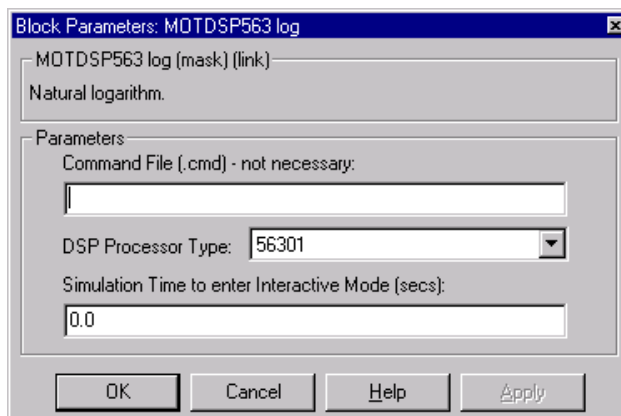 Block Parameters: MOTDSP563 log
MOTDSP563 log (mask) (link)
Natural logarithm.
Parameters
Command File (.cmd) - not necessary:
DSP Processor Type: 56301
Simulation Time to enter Interactive Mode (secs):
0.0
OK Cancel Help Apply